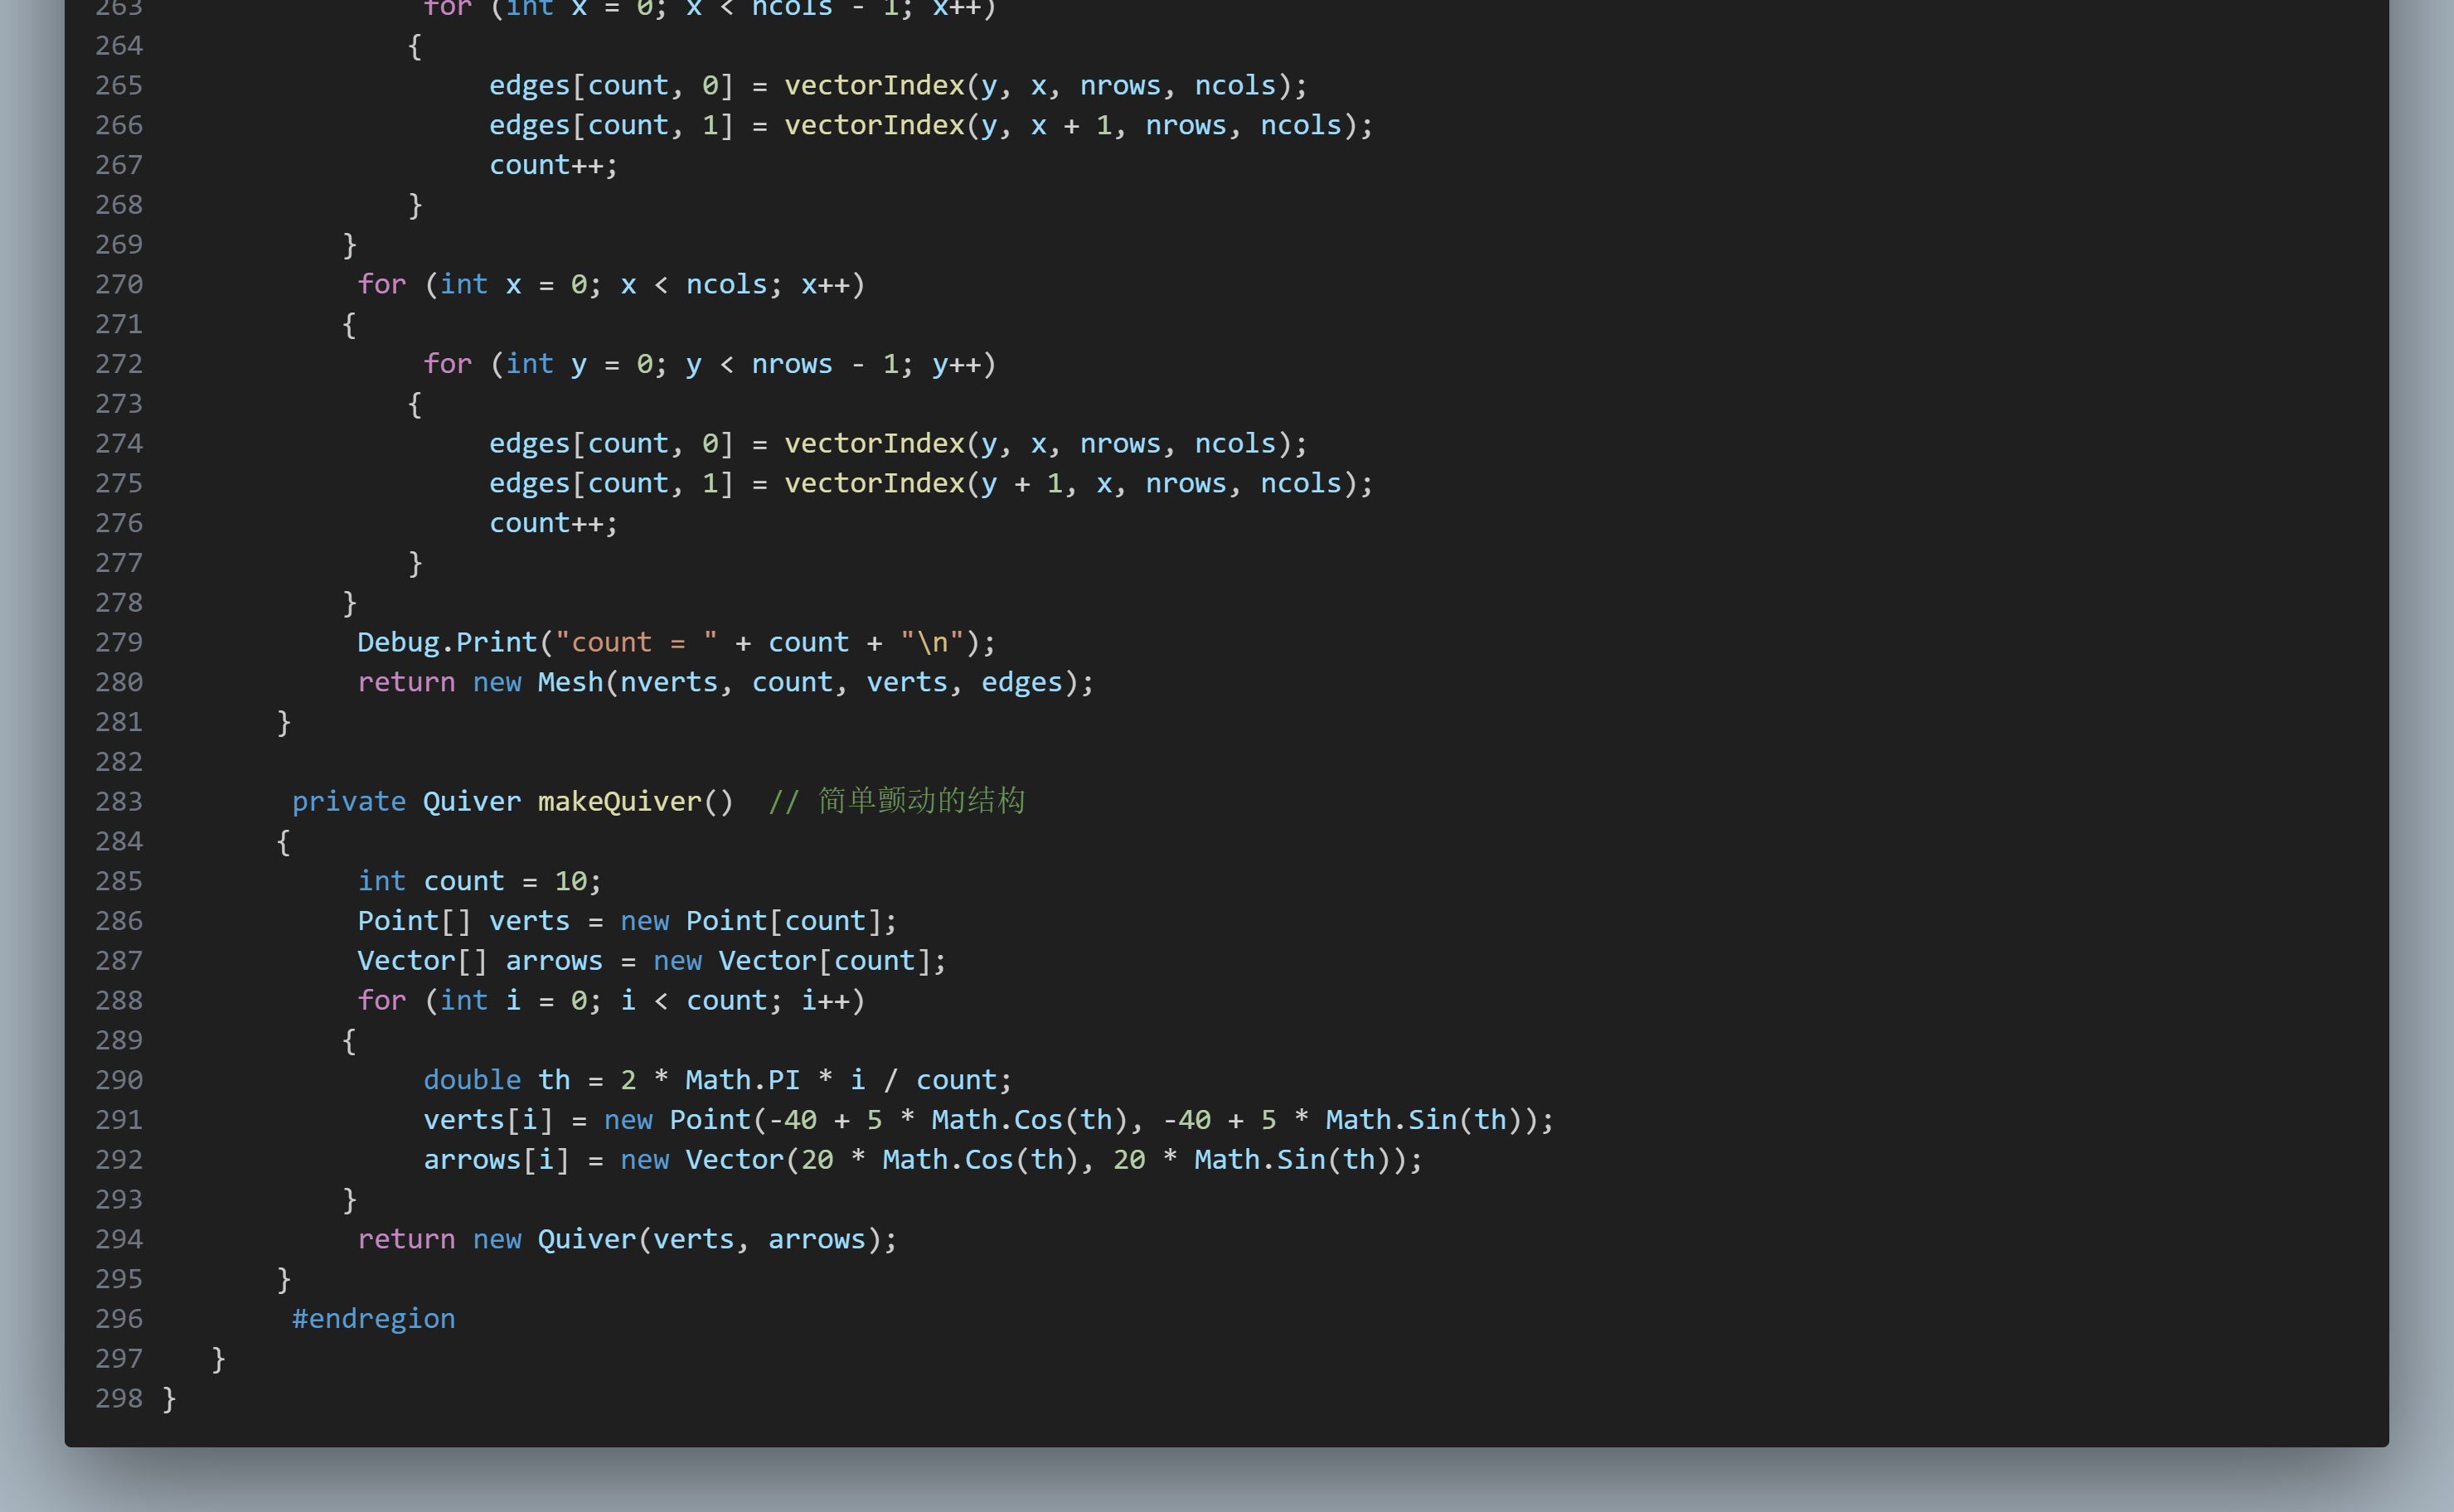 263 for (int x = 0; x < ncols - 1; x++)
264 {
265 edges[count, 0] = vectorIndex(y, x, nrows, ncols);
266 edges[count, 1] = vectorIndex(y, x + 1, nrows, ncols);
267 count++;
268 }
269 }
270 for (int x = 0; x < ncols; x++)
271 {
272 for (int y = 0; y < nrows - 1; y++)
273 {
274 edges[count, 0] = vectorIndex(y, x, nrows, ncols);
275 edges[count, 1] = vectorIndex(y + 1, x, nrows, ncols);
276 count++;
277 }
278 }
279 Debug.Print("count = " + count + "\n");
280 return new Mesh(nverts, count, verts, edges);
281 }
282
283 private Quiver makeQuiver()  // 简单颤动的结构
284 {
285 int count = 10;
286 Point[] verts = new Point[count];
287 Vector[] arrows = new Vector[count];
288 for (int i = 0; i < count; i++)
289 {
290 double th = 2 * Math.PI * i / count;
291 verts[i] = new Point(-40 + 5 * Math.Cos(th), -40 + 5 * Math.Sin(th));
292 arrows[i] = new Vector(20 * Math.Cos(th), 20 * Math.Sin(th));
293 }
294 return new Quiver(verts, arrows);
295 }
296 #endregion
297 }
298 }